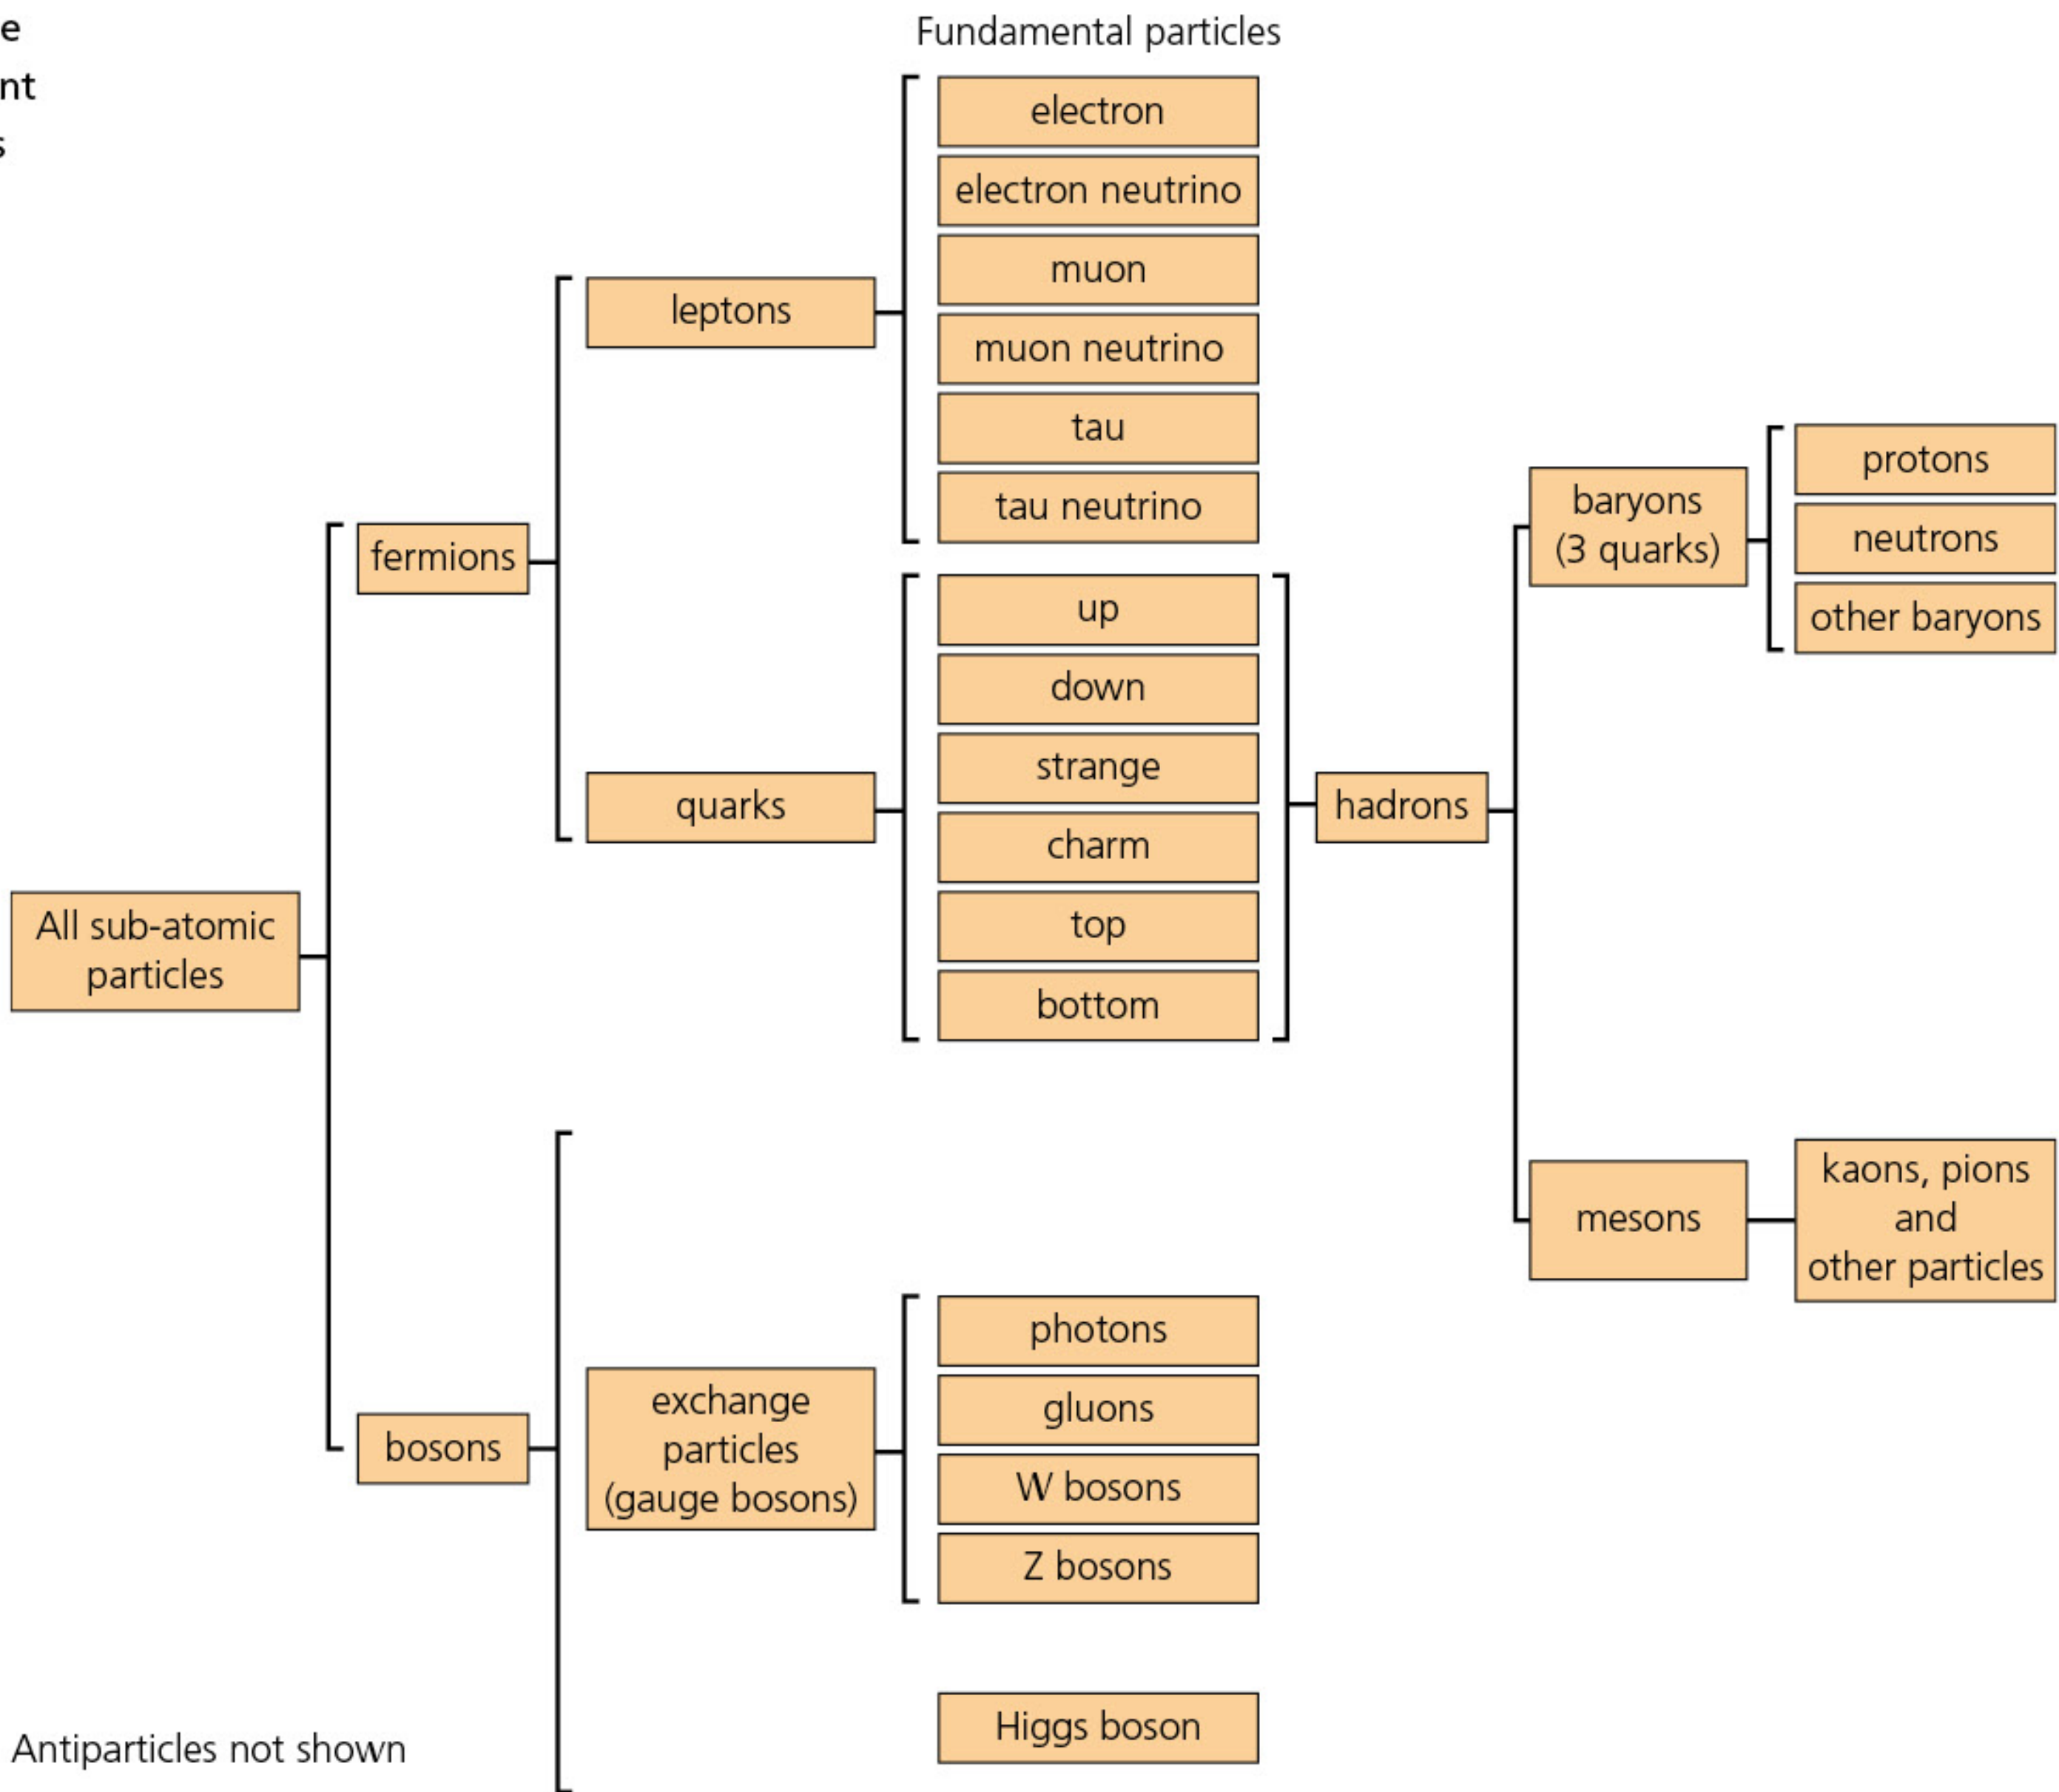 e
nt
s
Fundamental particles
electron
electron neutrino
muon
muon neutrino
tau
tau neutrino
leptons
fermions
up
down
strange
charm
top
bottom
quarks
hadrons
baryons
(3 quarks)
protons
neutrons
other baryons
mesons
kaons, pions
and
other particles
All sub-atomic
particles
bosons
exchange
particles
(gauge bosons)
photons
gluons
W bosons
Z bosons
Higgs boson
Antiparticles not shown